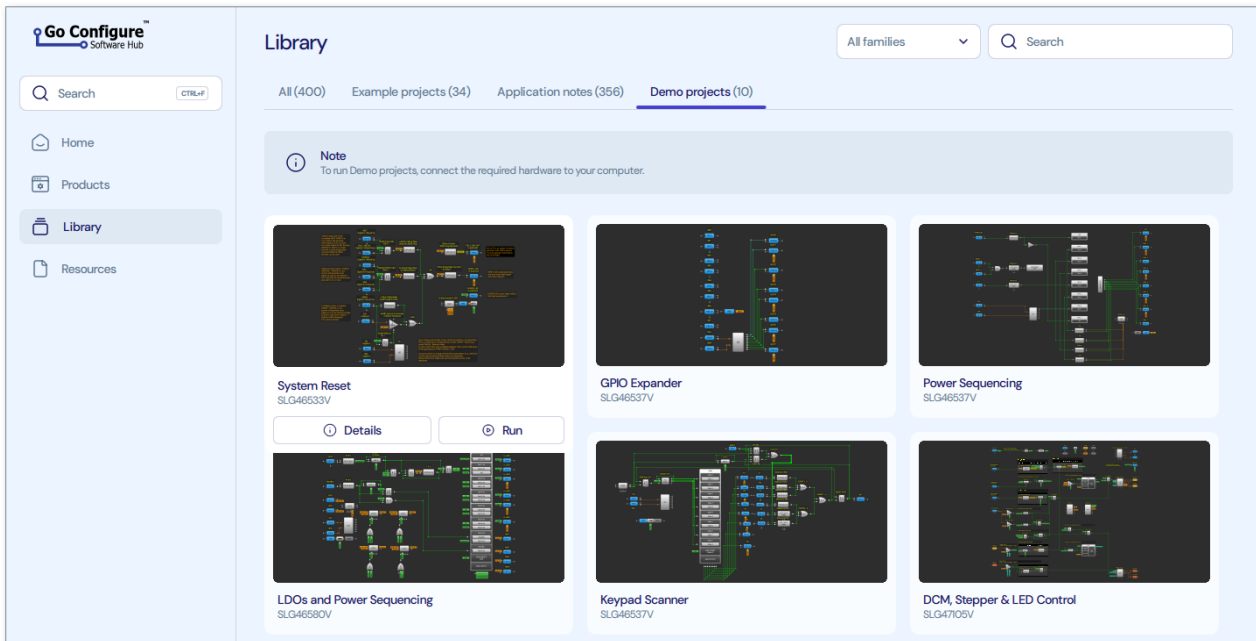 Go Configure™
Software Hub
Search CTRL+F
Home
Products
Library
Resources
Library
All families
Search
All (400) Example projects (34) Application notes (356) Demo projects (10)
Note
To run Demo projects, connect the required hardware to your computer.
System Reset
SLG46533V
Details Run
GPIO Expander
SLG46537V
Power Sequencing
SLG46537V
LDOs and Power Sequencing
SLG46580V
Keypad Scanner
SLG46537V
DCM, Stepper & LED Control
SLG47105V